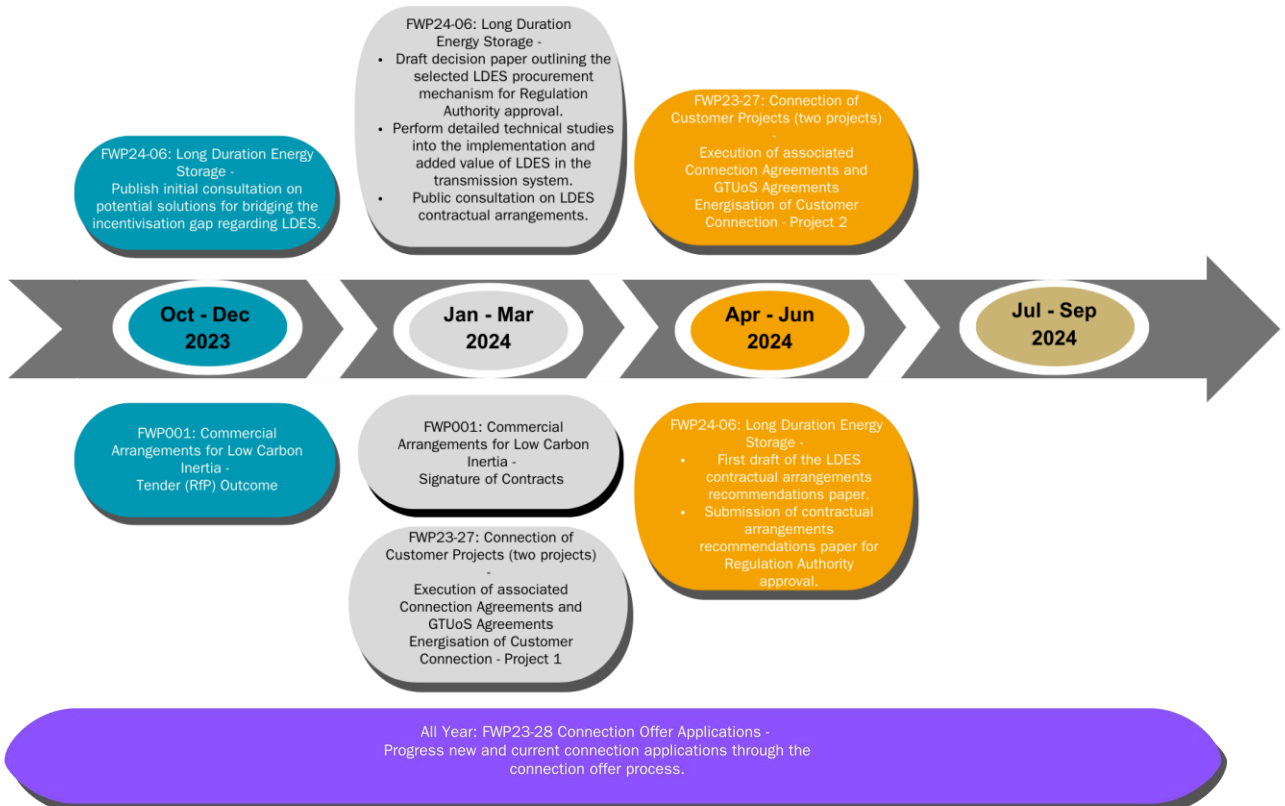 FWP24-06: Long Duration
Energy Storage -
• Draft decision paper outlining the
selected LDES procurement
mechanism for Regulation
Authority approval.
• Perform detailed technical studies
into the implementation and
added value of LDES in the
transmission system.
• Public consultation on LDES
contractual arrangements.
FWP23-27: Connection of
Customer Projects (two projects)
-
Execution of associated
Connection Agreements and
GTUoS Agreements
Energisation of Customer
Connection - Project 2
FWP24-06: Long Duration Energy
Storage -
Publish initial consultation on
potential solutions for bridging the
incentivisation gap regarding LDES.
Oct - Dec
2023
Jan - Mar
2024
Apr - Jun
2024
Jul - Sep
2024
FWP001: Commercial
Arrangements for Low Carbon
Inertia -
Tender (RfP) Outcome
FWP001: Commercial
Arrangements for Low Carbon
Inertia -
Signature of Contracts
FWP23-27: Connection of
Customer Projects (two projects)
-
Execution of associated
Connection Agreements and
GTUoS Agreements
Energisation of Customer
Connection - Project 1
FWP24-06: Long Duration Energy
Storage -
• First draft of the LDES
contractual arrangements
recommendations paper.
• Submission of contractual
arrangements
recommendations paper for
Regulation Authority
approval.
All Year: FWP23-28 Connection Offer Applications -
Progress new and current connection applications through the
connection offer process.